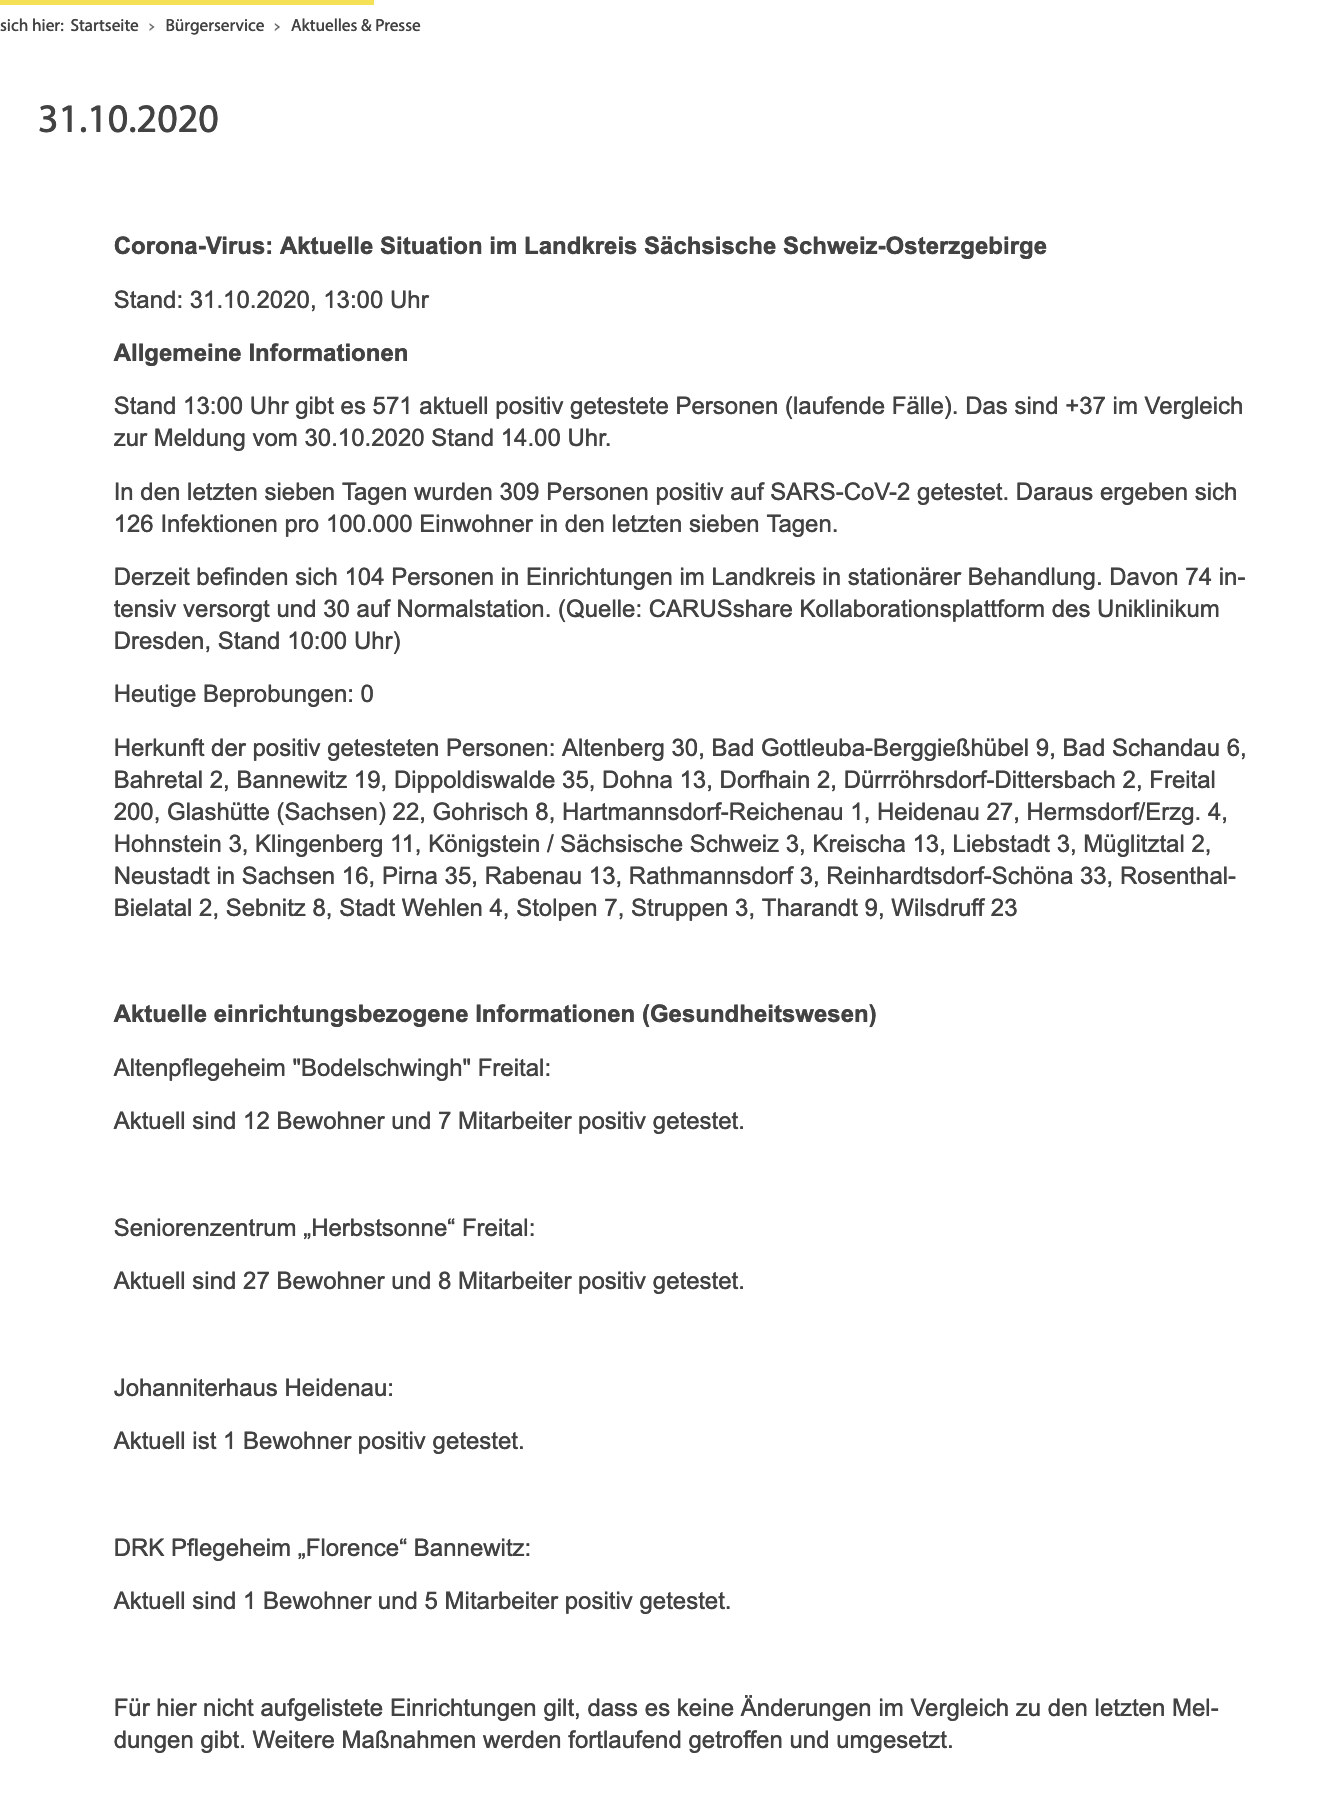 sich hier: Startseite > Bürgerservice > Aktuelles & Presse
31.10.2020
Corona-Virus: Aktuelle Situation im Landkreis Sächsische Schweiz-Osterzgebirge
Stand: 31.10.2020, 13:00 Uhr
Allgemeine Informationen
Stand 13:00 Uhr gibt es 571 aktuell positiv getestete Personen (laufende Fälle). Das sind +37 im Vergleich
zur Meldung vom 30.10.2020 Stand 14.00 Uhr.
In den letzten sieben Tagen wurden 309 Personen positiv auf SARS-CoV-2 getestet. Daraus ergeben sich
126 Infektionen pro 100.000 Einwohner in den letzten sieben Tagen.
Derzeit befinden sich 104 Personen in Einrichtungen im Landkreis in stationärer Behandlung. Davon 74 in-
tensiv versorgt und 30 auf Normalstation. (Quelle: CARUSshare Kollaborationsplattform des Uniklinikum
Dresden, Stand 10:00 Uhr)
Heutige Beprobungen: 0
Herkunft der positiv getesteten Personen: Altenberg 30, Bad Gottleuba-Berggießhübel 9, Bad Schandau 6,
Bahretal 2, Bannewitz 19, Dippoldiswalde 35, Dohna 13, Dorfhain 2, Dürrröhrsdorf-Dittersbach 2, Freital
200, Glashütte (Sachsen) 22, Gohrisch 8, Hartmannsdorf-Reichenau 1, Heidenau 27, Hermsdorf/Erzg. 4,
Hohnstein 3, Klingenberg 11, Königstein / Sächsische Schweiz 3, Kreischa 13, Liebstadt 3, Müglitztal 2,
Neustadt in Sachsen 16, Pirna 35, Rabenau 13, Rathmannsdorf 3, Reinhardtsdorf-Schöna 33, Rosenthal-
Bielatal 2, Sebnitz 8, Stadt Wehlen 4, Stolpen 7, Struppen 3, Tharandt 9, Wilsdruff 23
Aktuelle einrichtungsbezogene Informationen (Gesundheitswesen)
Altenpflegeheim "Bodelschwingh" Freital:
Aktuell sind 12 Bewohner und 7 Mitarbeiter positiv getestet.
Seniorenzentrum „Herbstsonne“ Freital:
Aktuell sind 27 Bewohner und 8 Mitarbeiter positiv getestet.
Johanniterhaus Heidenau:
Aktuell ist 1 Bewohner positiv getestet.
DRK Pflegeheim „Florence“ Bannewitz:
Aktuell sind 1 Bewohner und 5 Mitarbeiter positiv getestet.
Für hier nicht aufgelistete Einrichtungen gilt, dass es keine Änderungen im Vergleich zu den letzten Mel-
dungen gibt. Weitere Maßnahmen werden fortlaufend getroffen und umgesetzt.